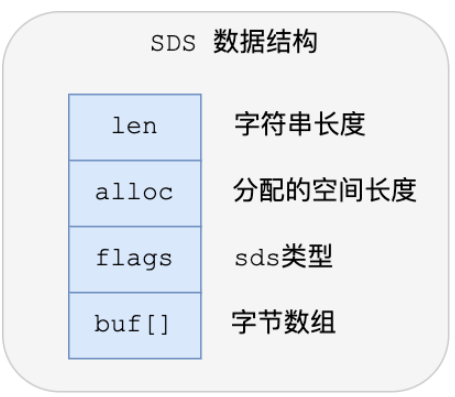 SDS 数据结构
len 字符串长度
alloc 分配的空间长度
flags sds类型
buf[] 字节数组